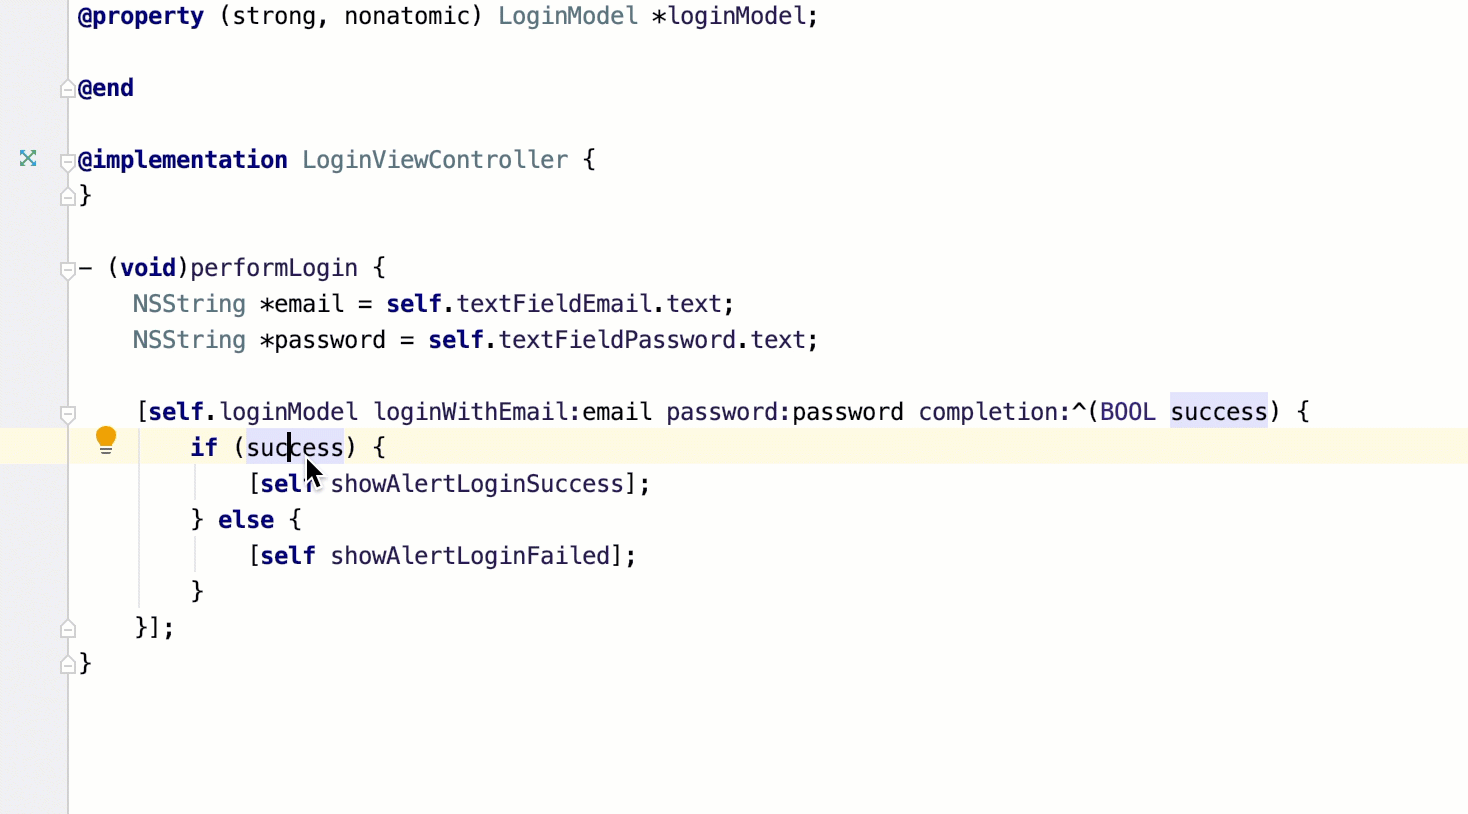 @property (strong, nonatomic) LoginModel *loginModel;
@end
@implementation LoginViewController {
}
- (void)performLogin {
NSString *email = self.textFieldEmail.text;
NSString *password = self.textFieldPassword.text;
[self.loginModel loginWithEmail:email password:password completion:^(BOOL success) {
if (success) {
[self showAlertLoginSuccess];
} else {
[self showAlertLoginFailed];
}
}];
}